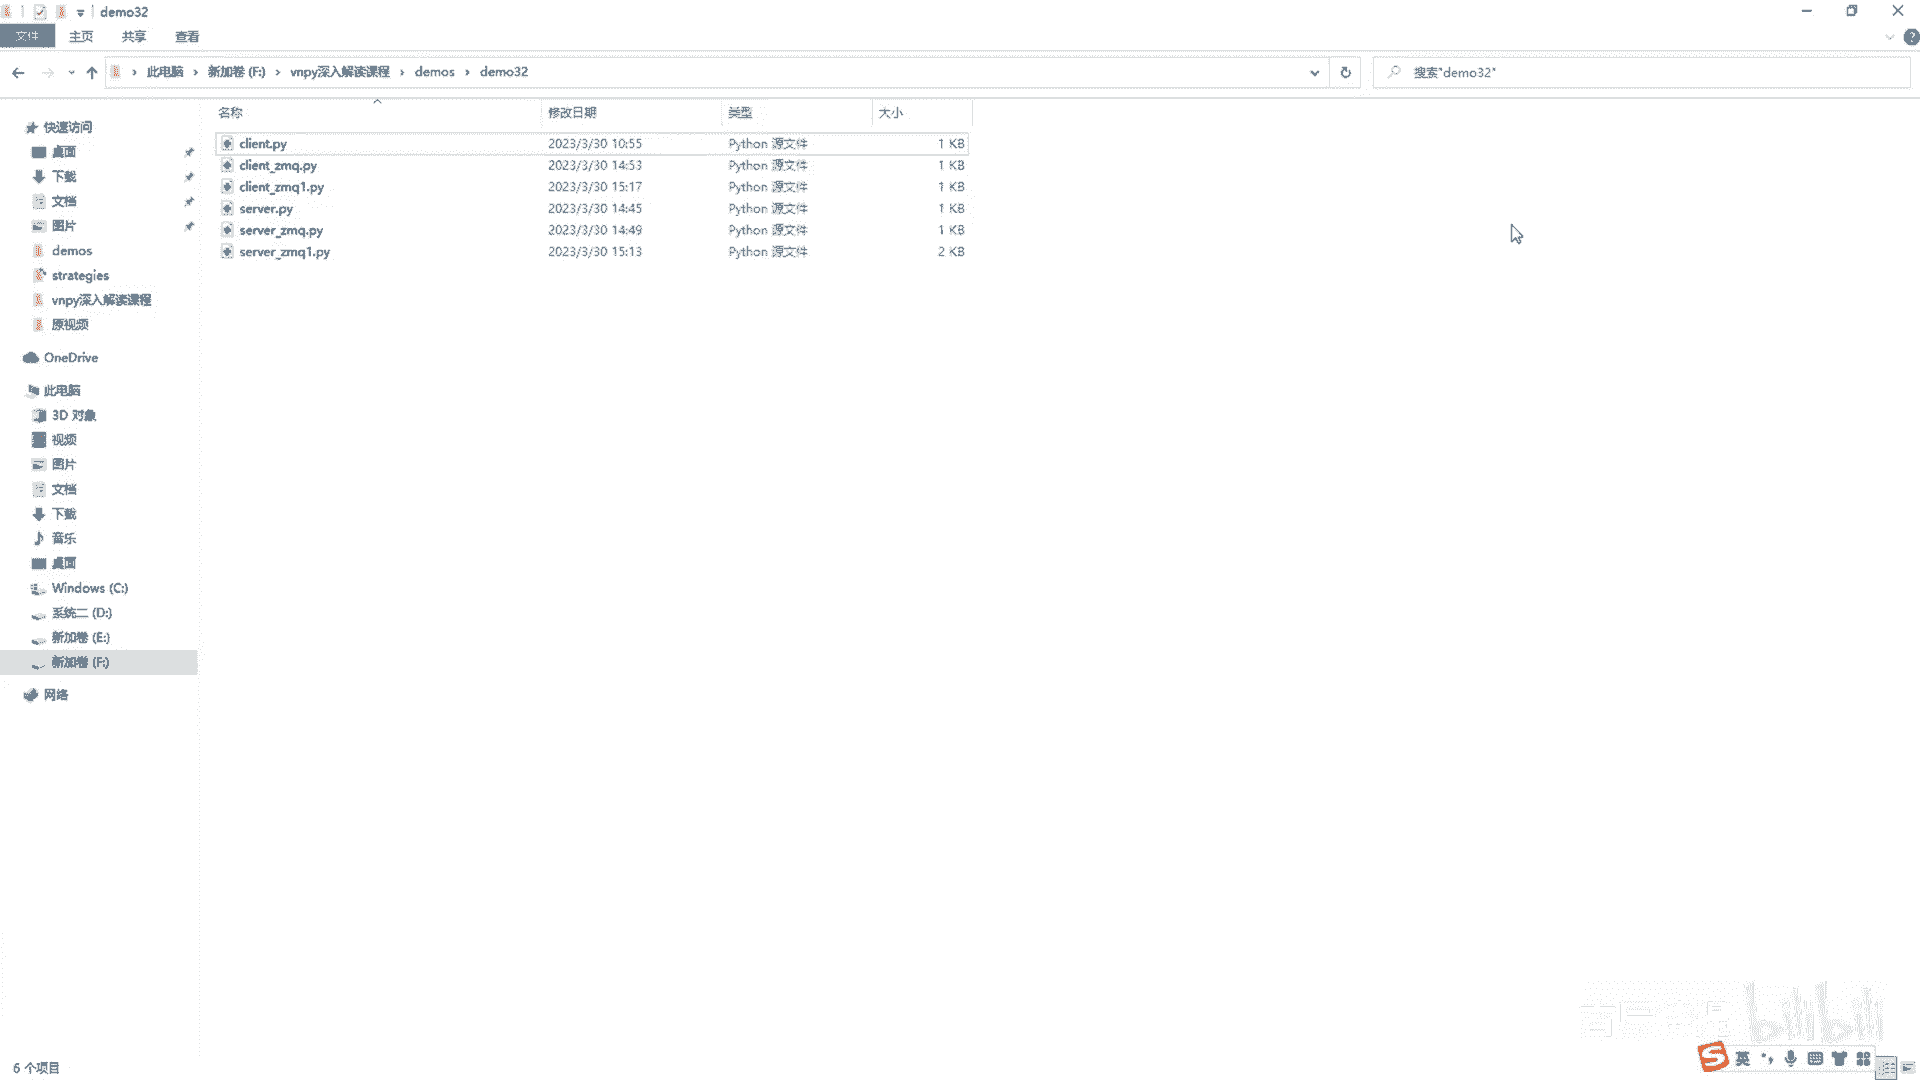 demo32
文件 主页 共享 查看
此电脑 › 新加卷 (F:) › vnpy深入解读课程 › demos › demo32
搜索"demo32"
名称 修改日期 类型 大小
client.py 2023/3/30 10:55 Python 源文件 1 KB
client_zmq.py 2023/3/30 14:53 Python 源文件 1 KB
client_zmq1.py 2023/3/30 15:17 Python 源文件 1 KB
server.py 2023/3/30 14:45 Python 源文件 1 KB
server_zmq.py 2023/3/30 14:49 Python 源文件 1 KB
server_zmq1.py 2023/3/30 15:13 Python 源文件 2 KB
快速访问
桌面
下载
文档
图片
demos
strategies
vnpy深入解读课程
原视频
OneDrive
此电脑
3D 对象
视频
图片
文档
下载
音乐
桌面
Windows (C:)
系统二 (D:)
新加卷 (E:)
新加卷 (F:)
网络
bilibili
英
6 个项目